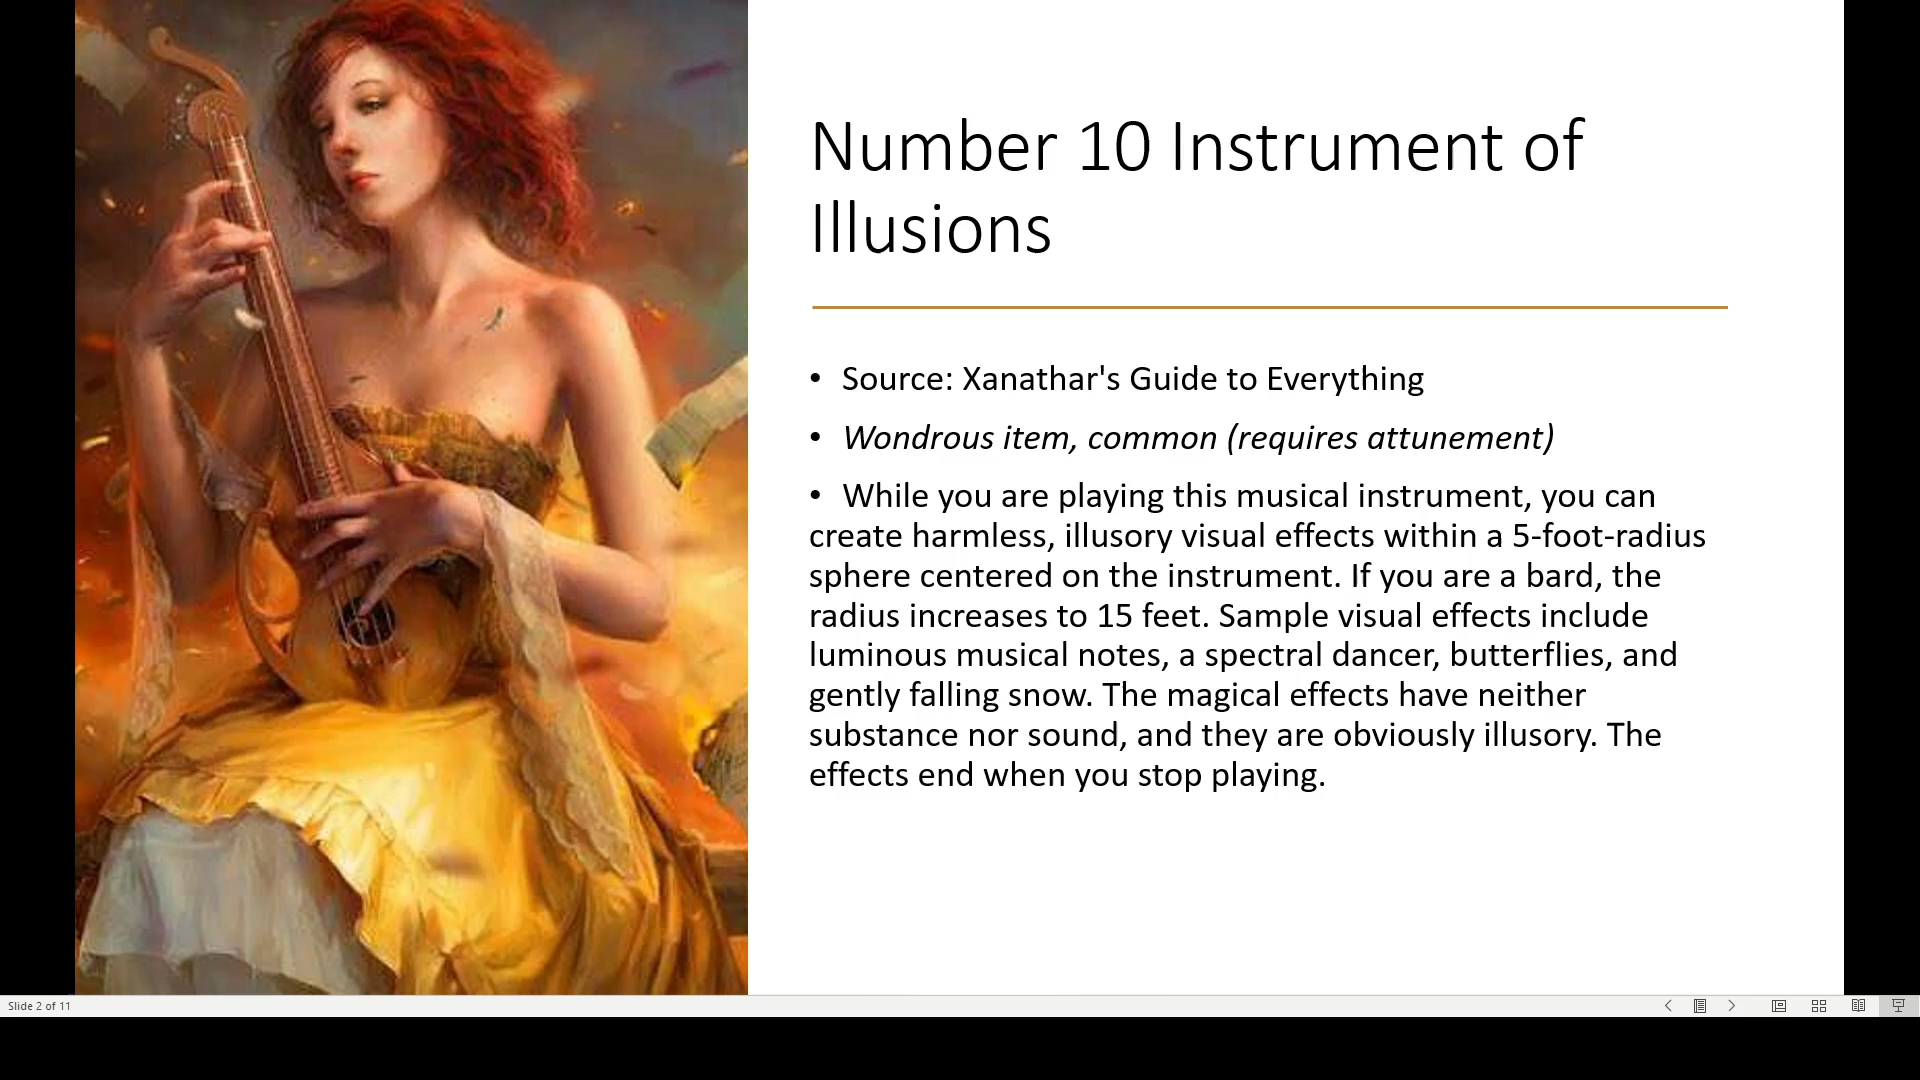 Number 10 Instrument of
Illusions
• Source: Xanathar's Guide to Everything
• Wondrous item, common (requires attunement)
• While you are playing this musical instrument, you can
create harmless, illusory visual effects within a 5-foot-radius
sphere centered on the instrument. If you are a bard, the
radius increases to 15 feet. Sample visual effects include
luminous musical notes, a spectral dancer, butterflies, and
gently falling snow. The magical effects have neither
substance nor sound, and they are obviously illusory. The
effects end when you stop playing.
Slide 2 of 11